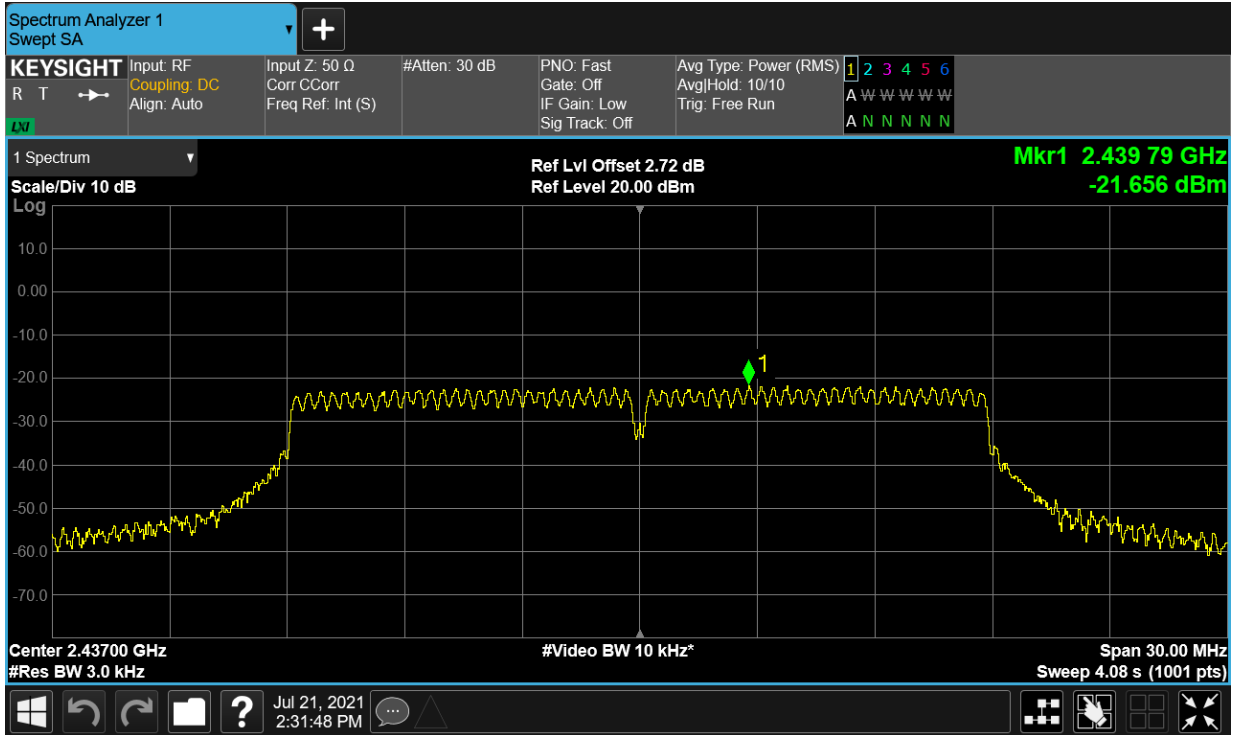 Spectrum Analyzer 1
Swept SA
+
KEYSIGHT
R T
LXI
Input: RF
Coupling: DC
Align: Auto
Input Z: 50 Ω
Corr CCorr
Freq Ref: Int (S)
#Atten: 30 dB
PNO: Fast
Gate: Off
IF Gain: Low
Sig Track: Off
Avg Type: Power (RMS)
Avg|Hold: 10/10
Trig: Free Run
1 2 3 4 5 6
A W W W W W
A N N N N N
1 Spectrum
Scale/Div 10 dB
Log
Ref Lvl Offset 2.72 dB
Ref Level 20.00 dBm
Mkr1 2.439 79 GHz
-21.656 dBm
10.0
0.00
-10.0
-20.0
-30.0
-40.0
-50.0
-60.0
-70.0
1
Center 2.43700 GHz
#Res BW 3.0 kHz
#Video BW 10 kHz*
Span 30.00 MHz
Sweep 4.08 s (1001 pts)
?
Jul 21, 2021
2:31:48 PM